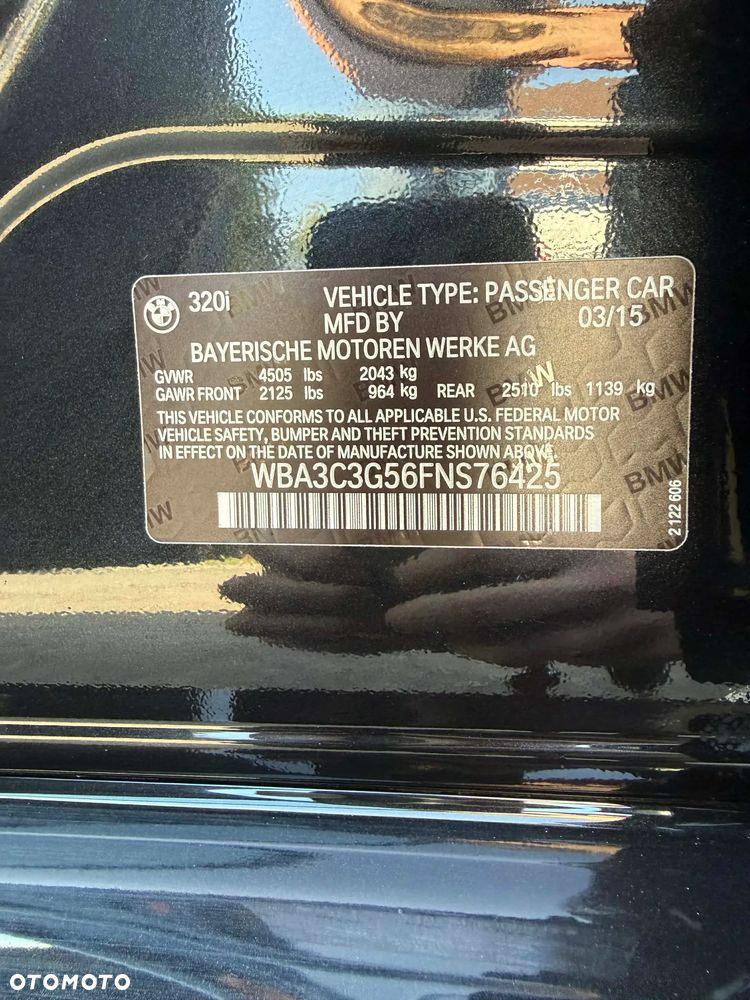 320i VEHICLE TYPE: PASSENGER CAR
MFD BY 03/15
BAYERISCHE MOTOREN WERKE AG
GVWR 4505 lbs 2043 kg
GAWR FRONT 2125 lbs 964 kg REAR 2510 lbs 1139 kg
THIS VEHICLE CONFORMS TO ALL APPLICABLE U.S. FEDERAL MOTOR
VEHICLE SAFETY, BUMPER AND THEFT PREVENTION STANDARDS
IN EFFECT ON THE DATE OF MANUFACTURE SHOWN ABOVE.
WBA3C3G56FNS76425
2 122 606
OTOMOTO